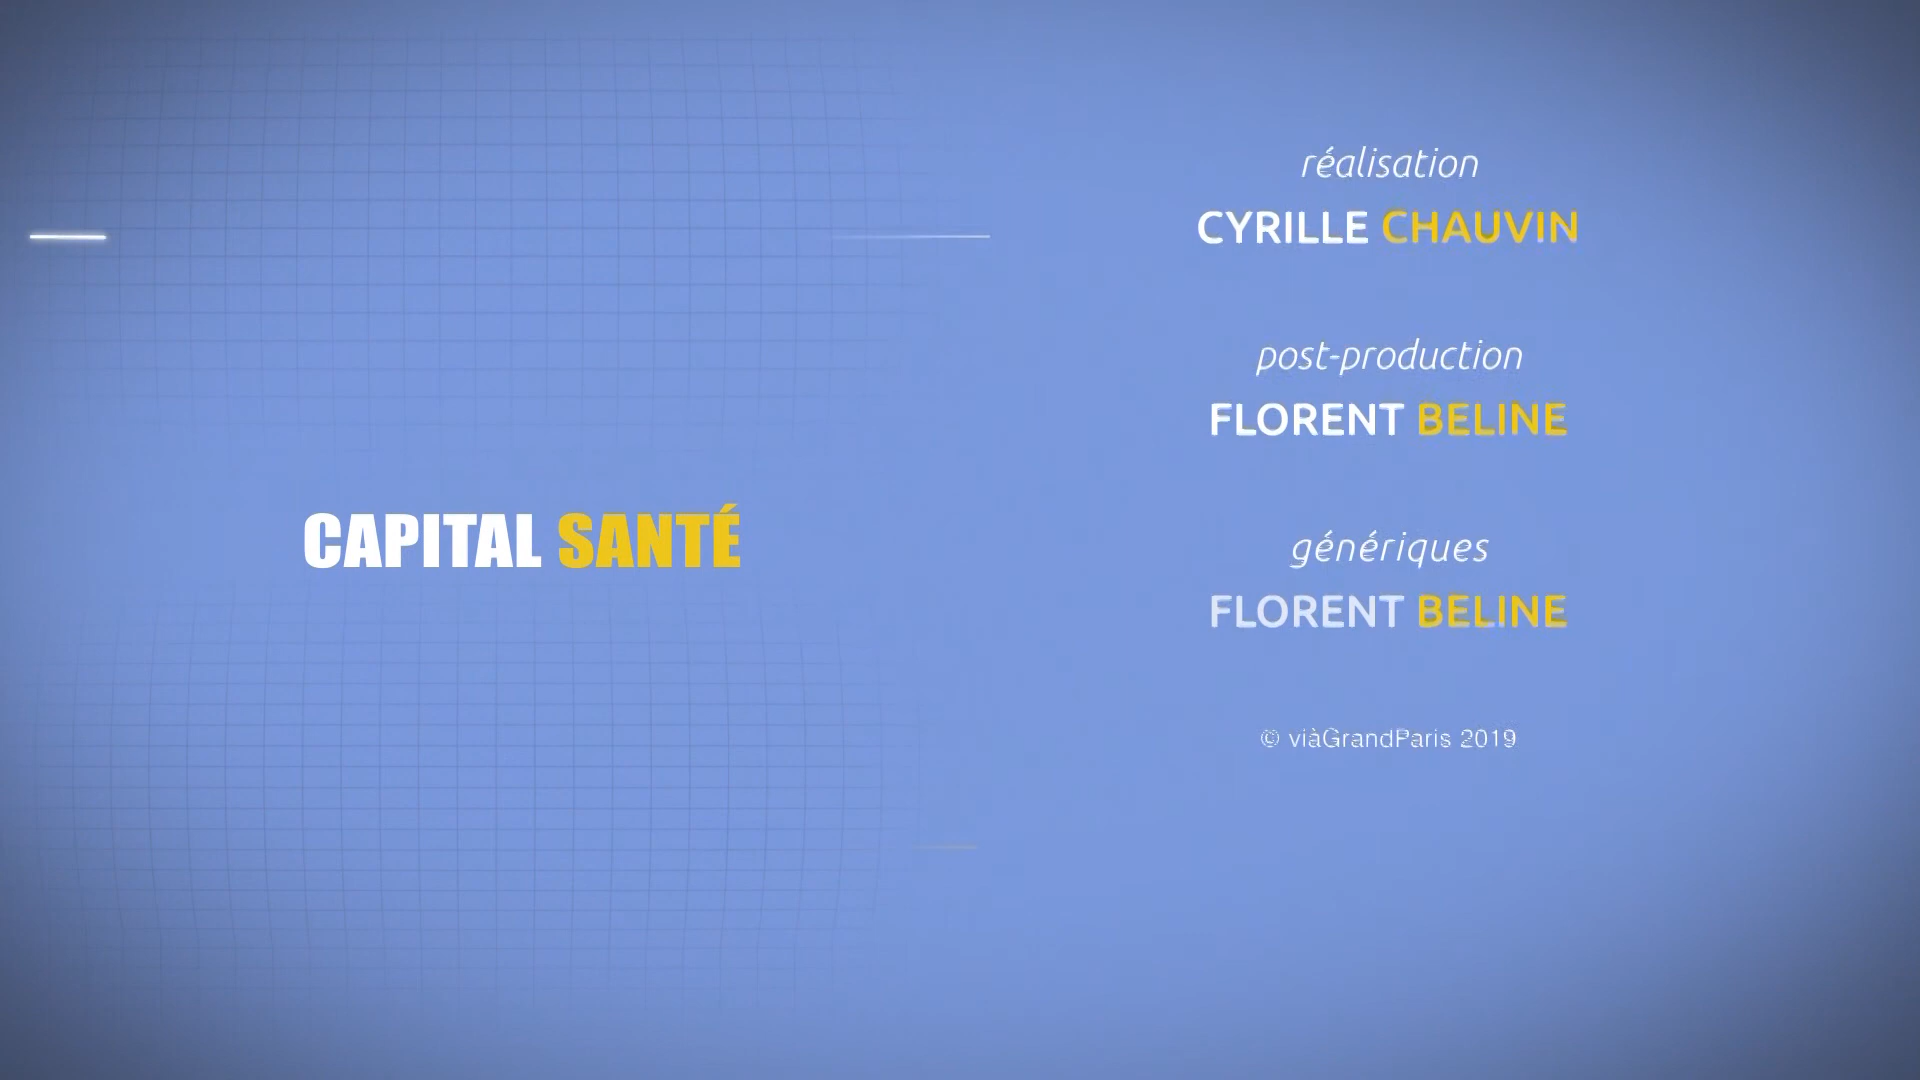 CAPITAL SANTÉ
réalisation
CYRILLE CHAUVIN
post-production
FLORENT BELINE
génériques
FLORENT BELINE
© viàGrandParis 2019